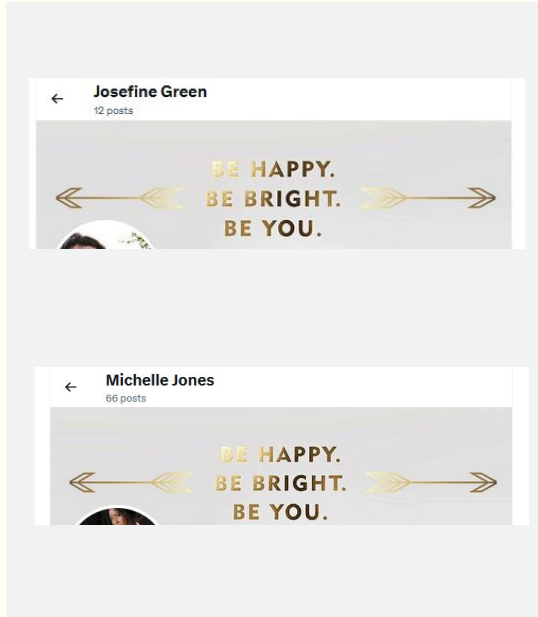 Josefine Green
12 posts
BE HAPPY.
BE BRIGHT.
BE YOU.
Michelle Jones
66 posts
BE HAPPY.
BE BRIGHT.
BE YOU.